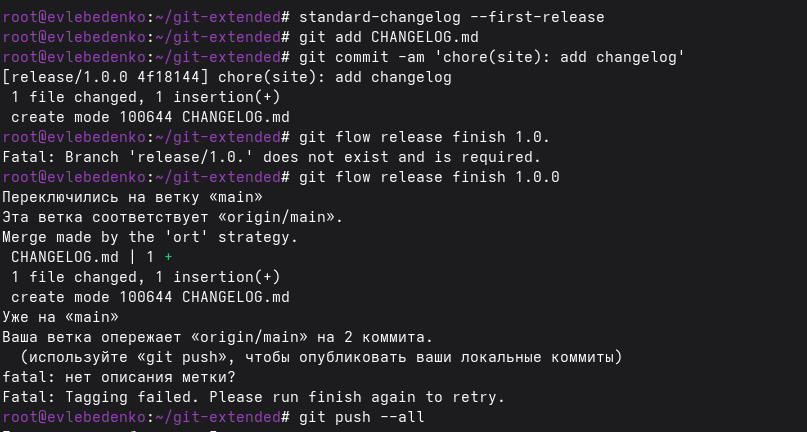 root@evlebedenko:~/git-extended# standard-changelog --first-release
root@evlebedenko:~/git-extended# git add CHANGELOG.md
root@evlebedenko:~/git-extended# git commit -am 'chore(site): add changelog'
[release/1.0.0 4f18144] chore(site): add changelog
 1 file changed, 1 insertion(+)
 create mode 100644 CHANGELOG.md
root@evlebedenko:~/git-extended# git flow release finish 1.0.
Fatal: Branch 'release/1.0.' does not exist and is required.
root@evlebedenko:~/git-extended# git flow release finish 1.0.0
Переключились на ветку «main»
Эта ветка соответствует «origin/main».
Merge made by the 'ort' strategy.
 CHANGELOG.md | 1 +
 1 file changed, 1 insertion(+)
 create mode 100644 CHANGELOG.md
Уже на «main»
Ваша ветка опережает «origin/main» на 2 коммита.
  (используйте «git push», чтобы опубликовать ваши локальные коммиты)
fatal: нет описания метки?
Fatal: Tagging failed. Please run finish again to retry.
root@evlebedenko:~/git-extended# git push --all